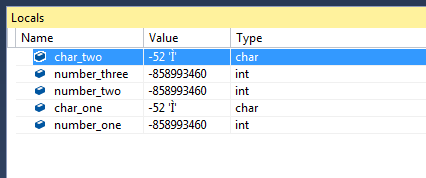 Locals
Name Value Type
char_two -52 'Ì' char
number_three -858993460 int
number_two -858993460 int
char_one -52 'Ì' char
number_one -858993460 int